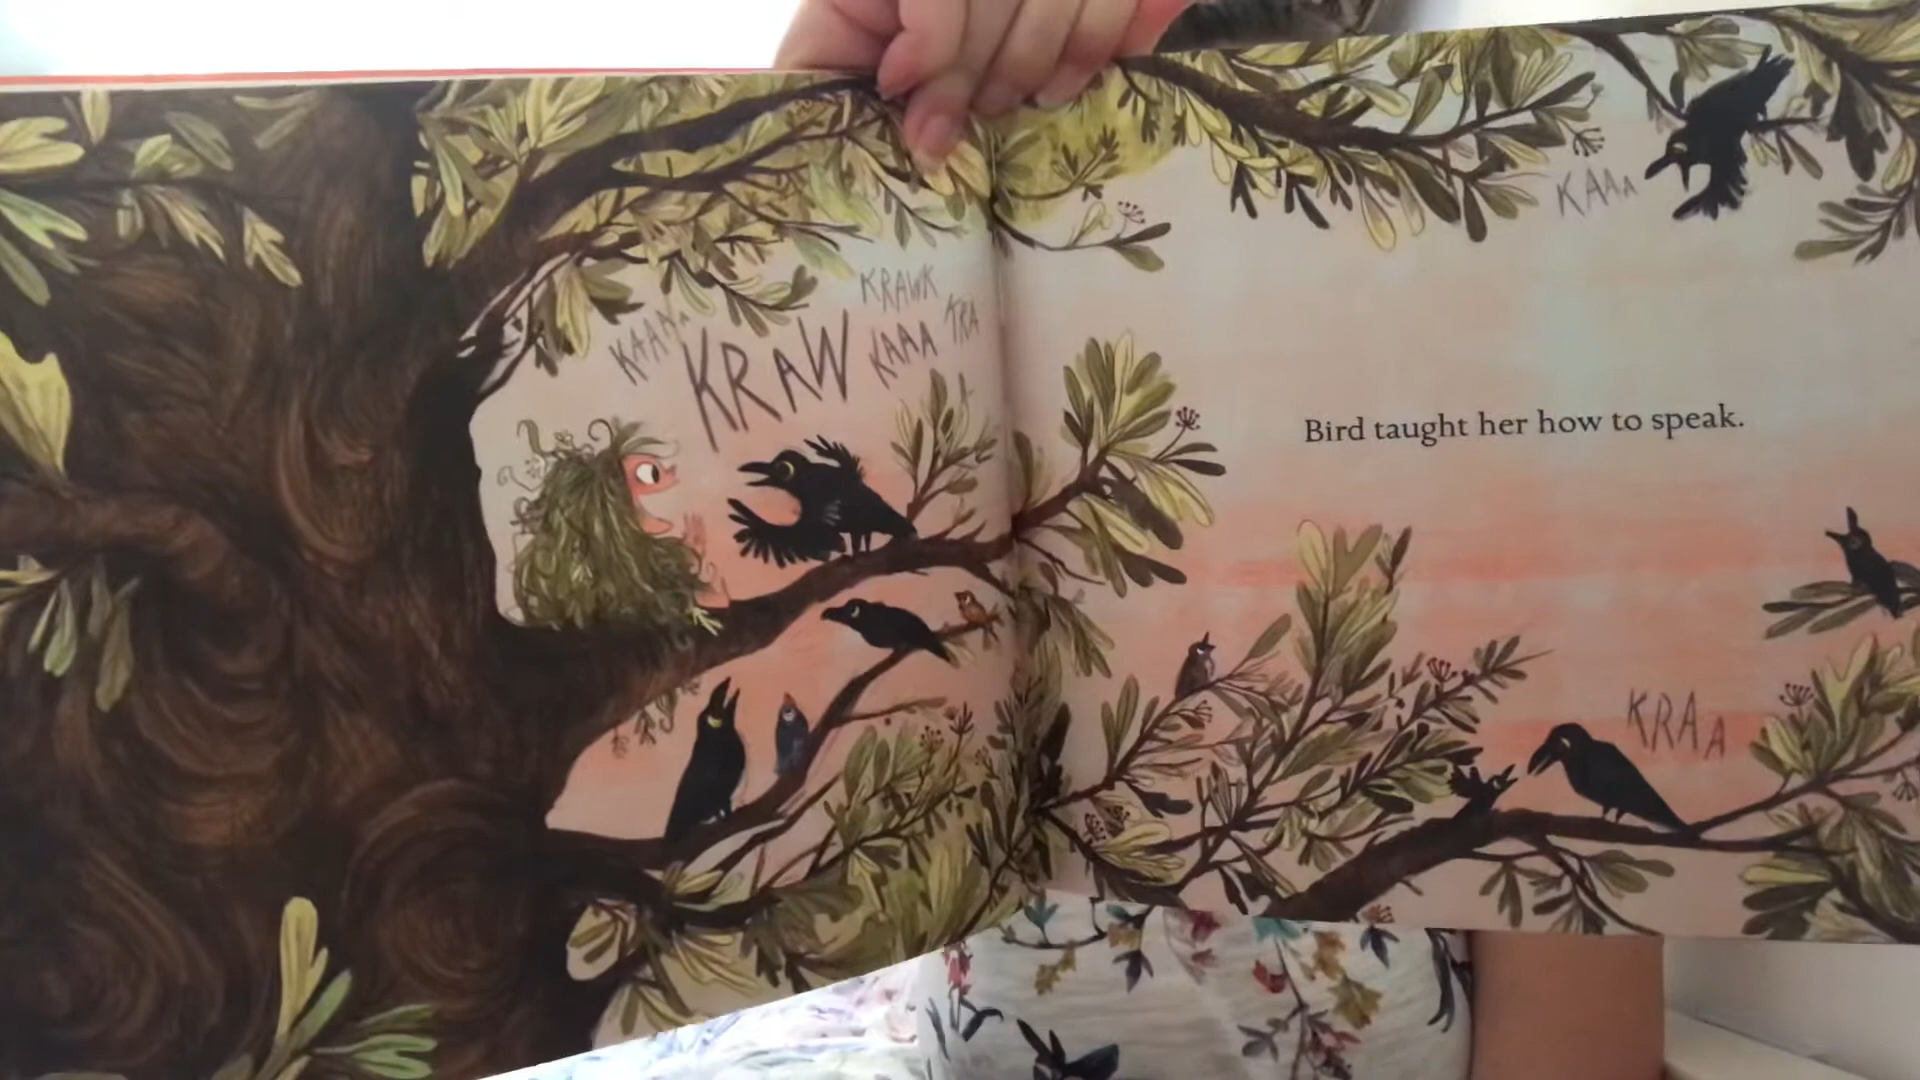 KRAWK
KAAA
KRAW
KAAA
KRA
KAAA
Bird taught her how to speak.
KRAA